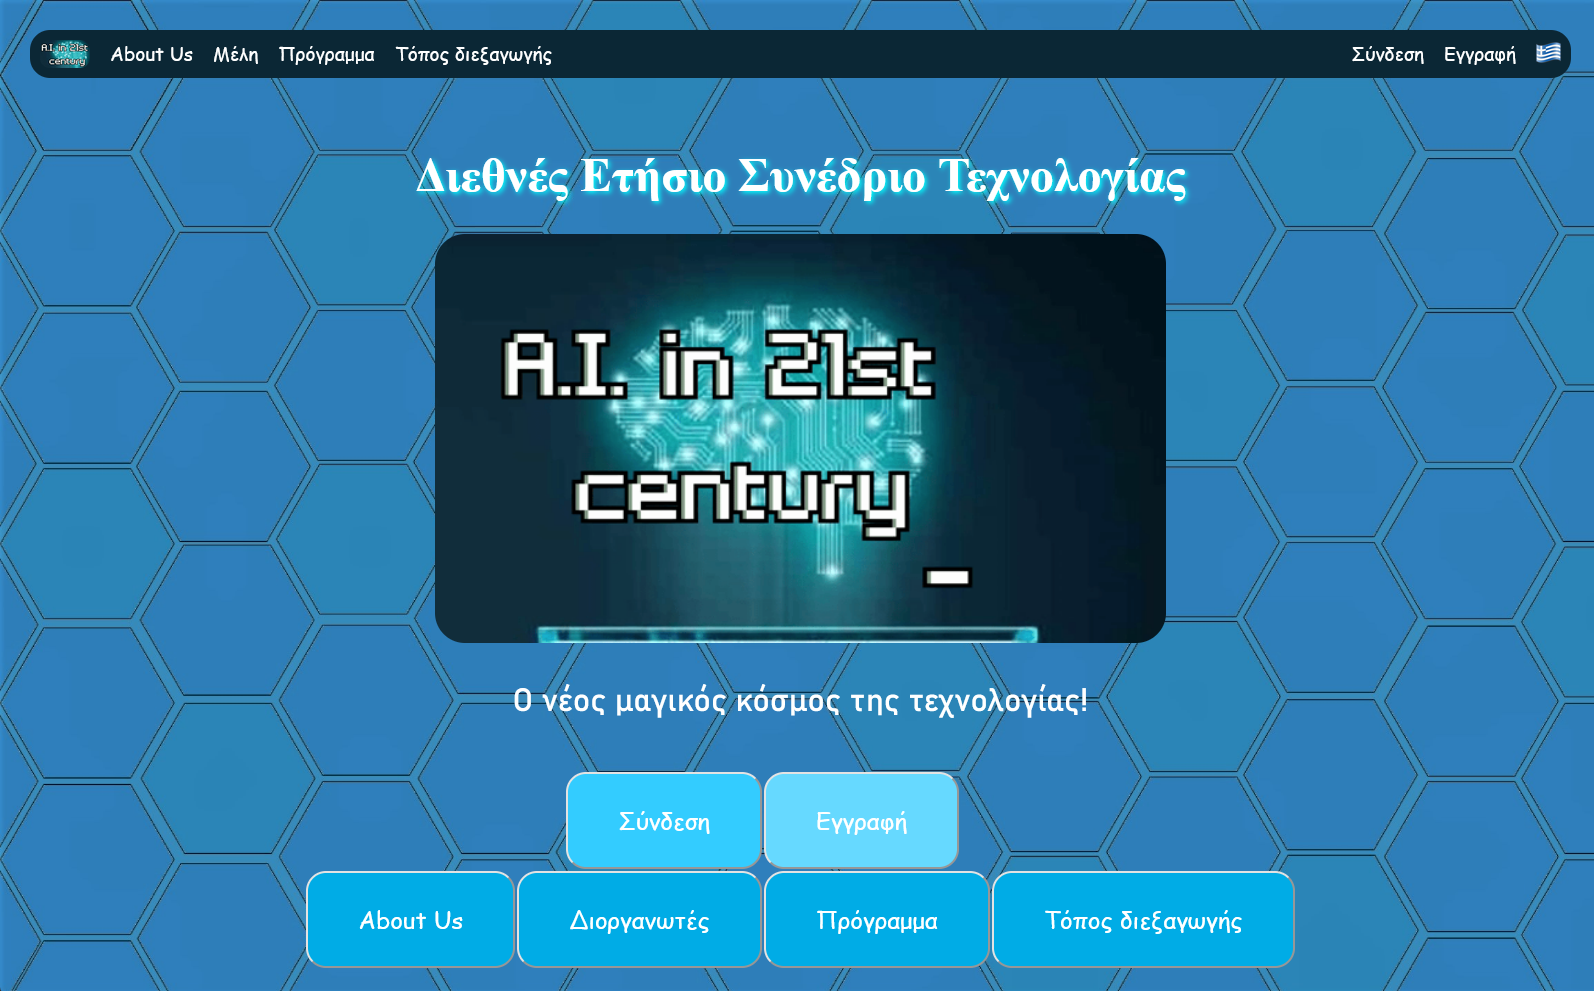 A.I. in 21st
century
About Us Μέλη Πρόγραμμα Τόπος διεξαγωγής Σύνδεση Εγγραφή
Διεθνές Ετήσιο Συνέδριο Τεχνολογίας
A.I. in 21st
century
_
Ο νέος μαγικός κόσμος της τεχνολογίας!
Σύνδεση Εγγραφή
About Us Διοργανωτές Πρόγραμμα Τόπος διεξαγωγής